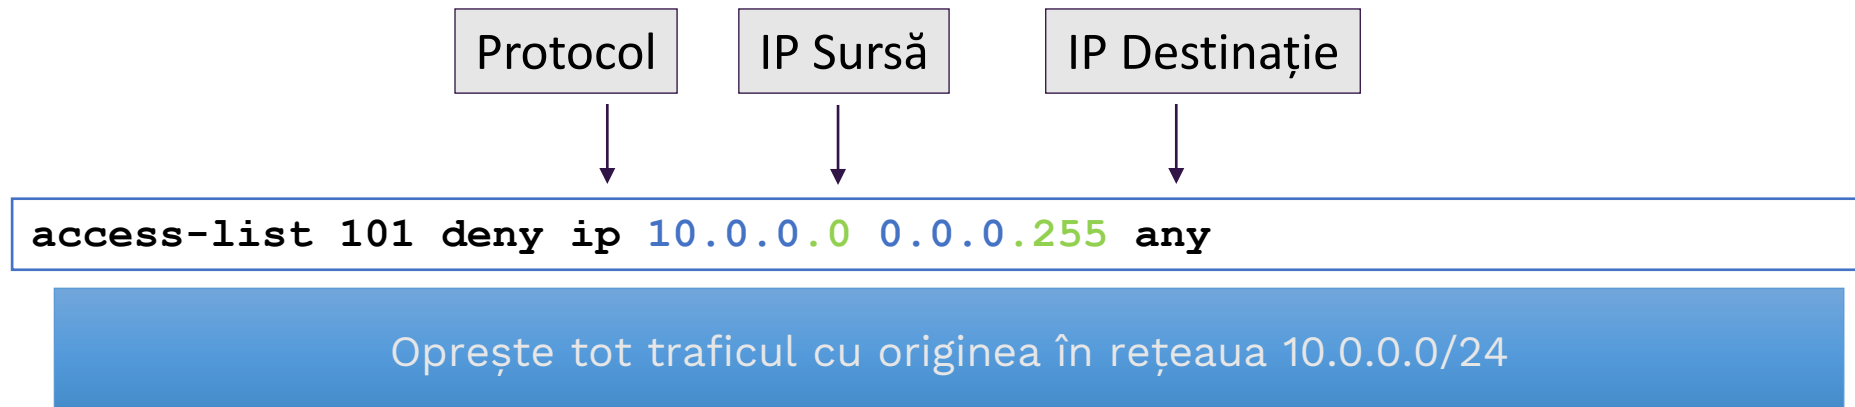 Protocol IP Sursă IP Destinație
access-list 101 deny ip 10.0.0.0 0.0.0.255 any
Oprește tot traficul cu originea în rețeaua 10.0.0.0/24